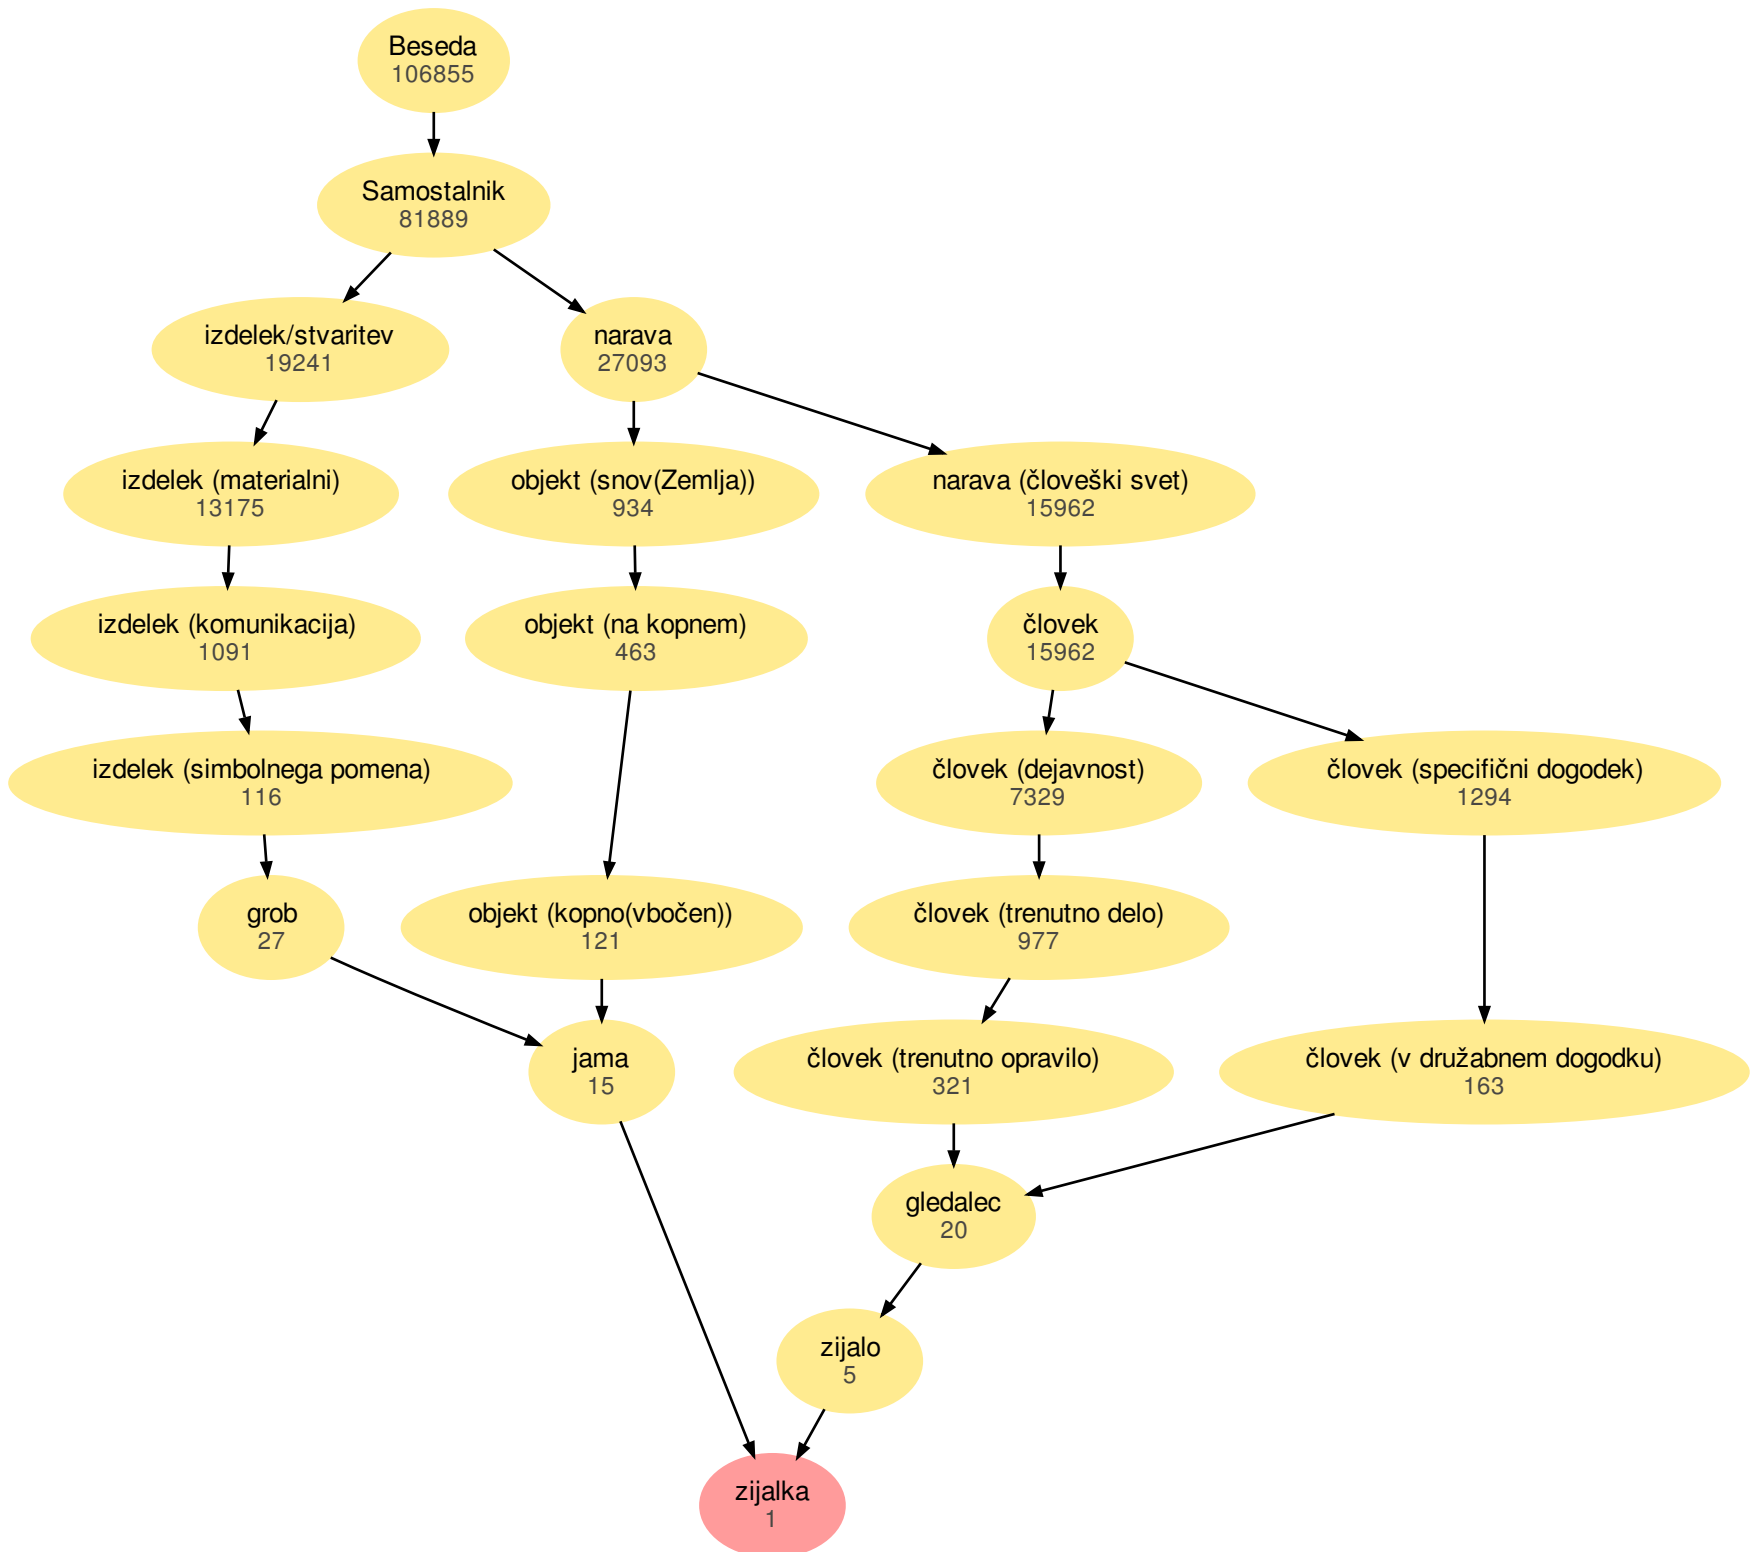 Beseda
106855
Samostalnik
81889
izdelek/stvaritev
19241
narava
27093
izdelek (materialni)
13175
objekt (snov(Zemlja))
934
narava (človeški svet)
15962
izdelek (komunikacija)
1091
objekt (na kopnem)
463
človek
15962
izdelek (simbolnega pomena)
116
človek (dejavnost)
7329
človek (specifični dogodek)
1294
grob
27
objekt (kopno(vbočen))
121
človek (trenutno delo)
977
jama
15
človek (trenutno opravilo)
321
človek (v družabnem dogodku)
163
gledalec
20
zijalo
5
zijalka
1